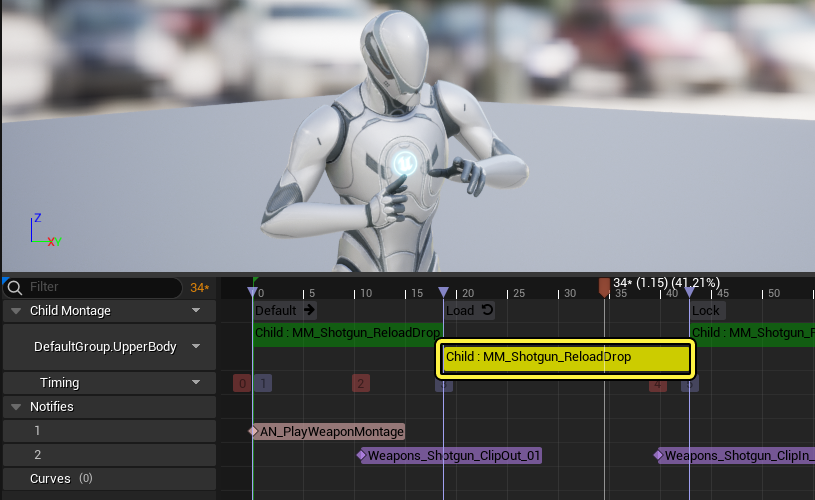 Z
XY
Filter 34*
34* (1.15) (41.21%)
0 5 10 15 20 25 30 35 40 45 50
Child Montage
Default Load Lock
Child : MM_Shotgun_ReloadDrop Child : MM_Shotgun_F
DefaultGroup.UpperBody
Child : MM_Shotgun_ReloadDrop
Timing
0 1 2 4
Notifies
1 AN_PlayWeaponMontage
2 Weapons_Shotgun_ClipOut_01 Weapons_Shotgun_ClipIn_
Curves (0)